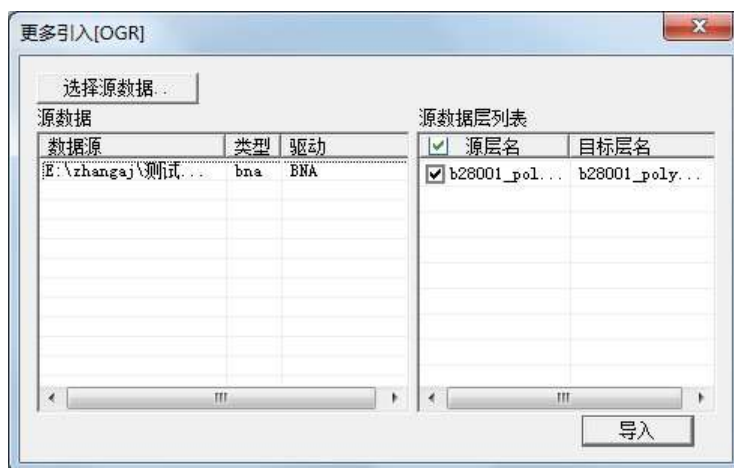 更多引入[OGR]
选择源数据..
源数据
数据源 类型 驱动
E:\zhangaj\测试... bna BNA
源数据层列表
源层名 目标层名
b28001_pol... b28001_poly...
导入